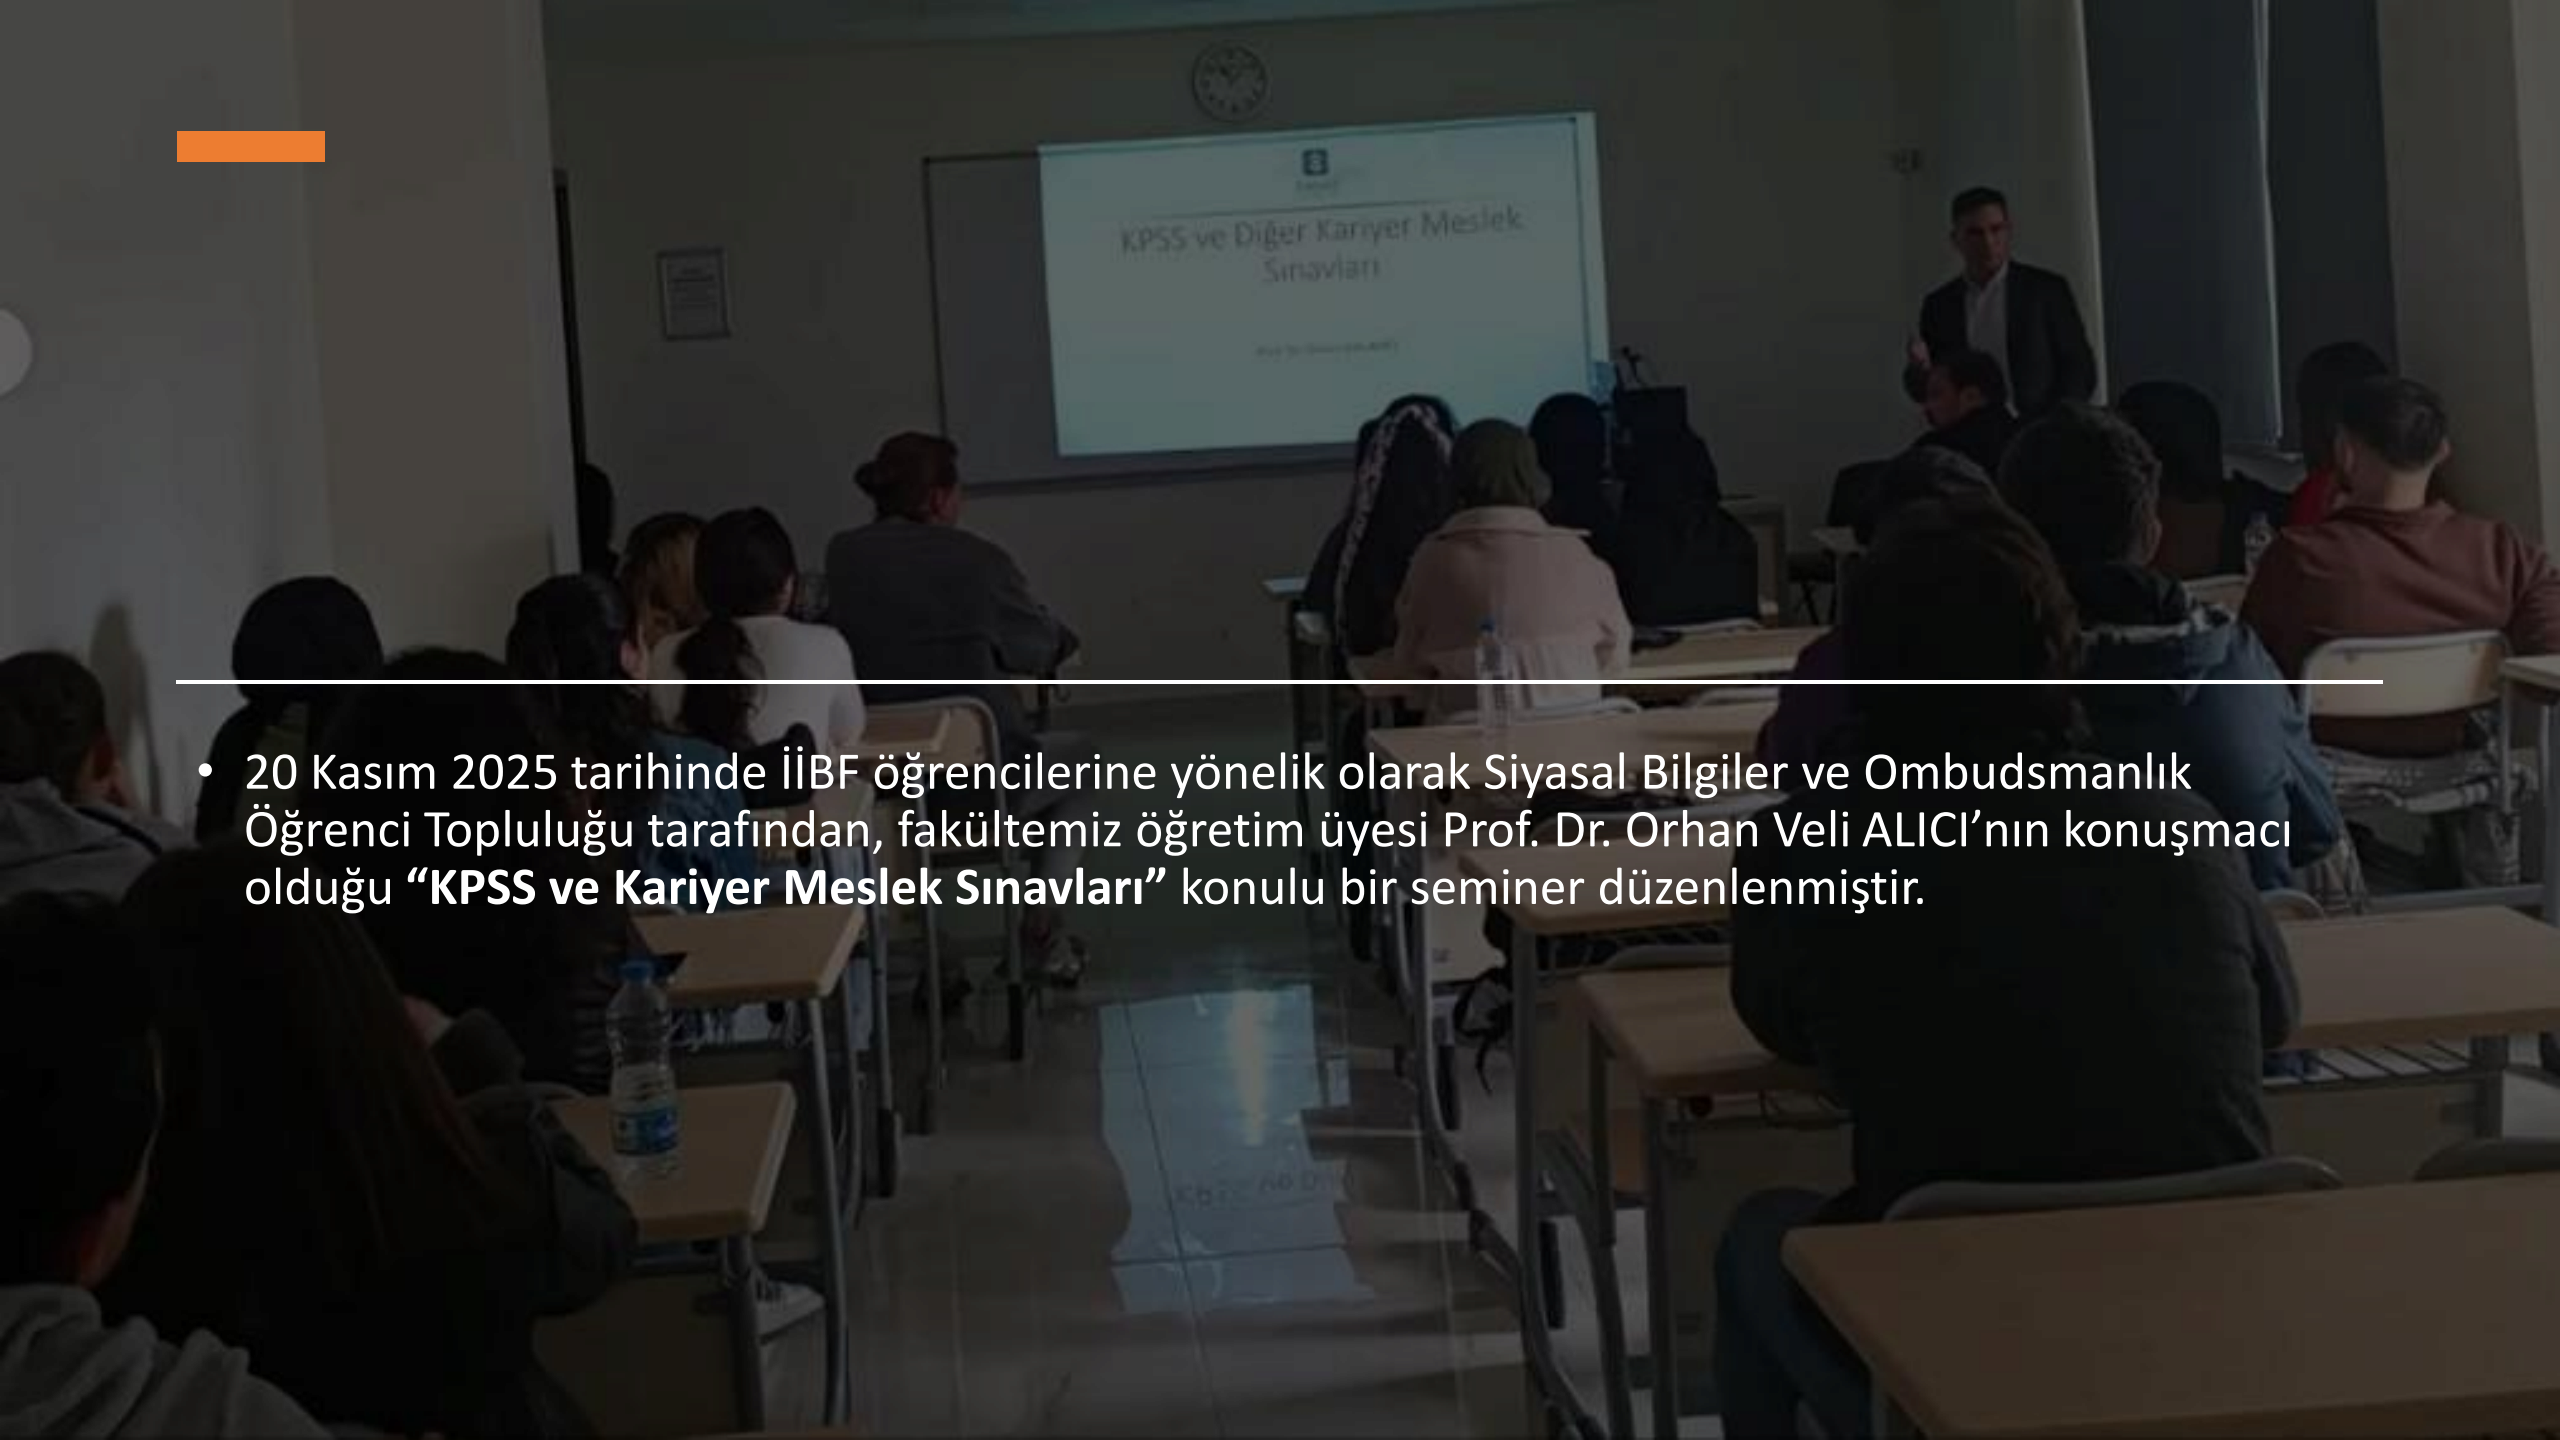 KPSS ve Diğer Kariyer Meslek
Sınavları
• 20 Kasım 2025 tarihinde İİBF öğrencilerine yönelik olarak Siyasal Bilgiler ve Ombudsmanlık
Öğrenci Topluluğu tarafından, fakültemiz öğretim üyesi Prof. Dr. Orhan Veli ALICI’nın konuşmacı
olduğu “KPSS ve Kariyer Meslek Sınavları” konulu bir seminer düzenlenmiştir.